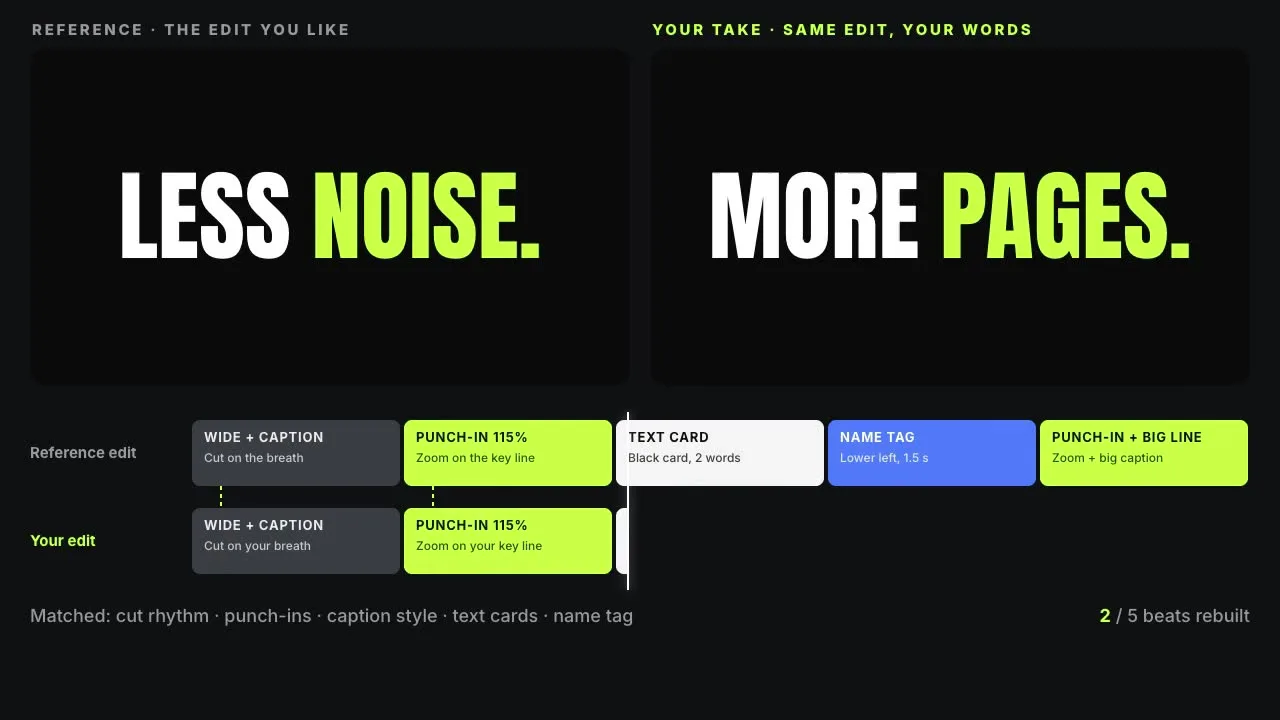 REFERENCE · THE EDIT YOU LIKE
YOUR TAKE · SAME EDIT, YOUR WORDS
LESS NOISE.
MORE PAGES.
Reference edit
WIDE + CAPTION
Cut on the breath
PUNCH-IN 115%
Zoom on the key line
TEXT CARD
Black card, 2 words
NAME TAG
Lower left, 1.5 s
PUNCH-IN + BIG LINE
Zoom + big caption
Your edit
WIDE + CAPTION
Cut on your breath
PUNCH-IN 115%
Zoom on your key line
Matched: cut rhythm · punch-ins · caption style · text cards · name tag
2 / 5 beats rebuilt